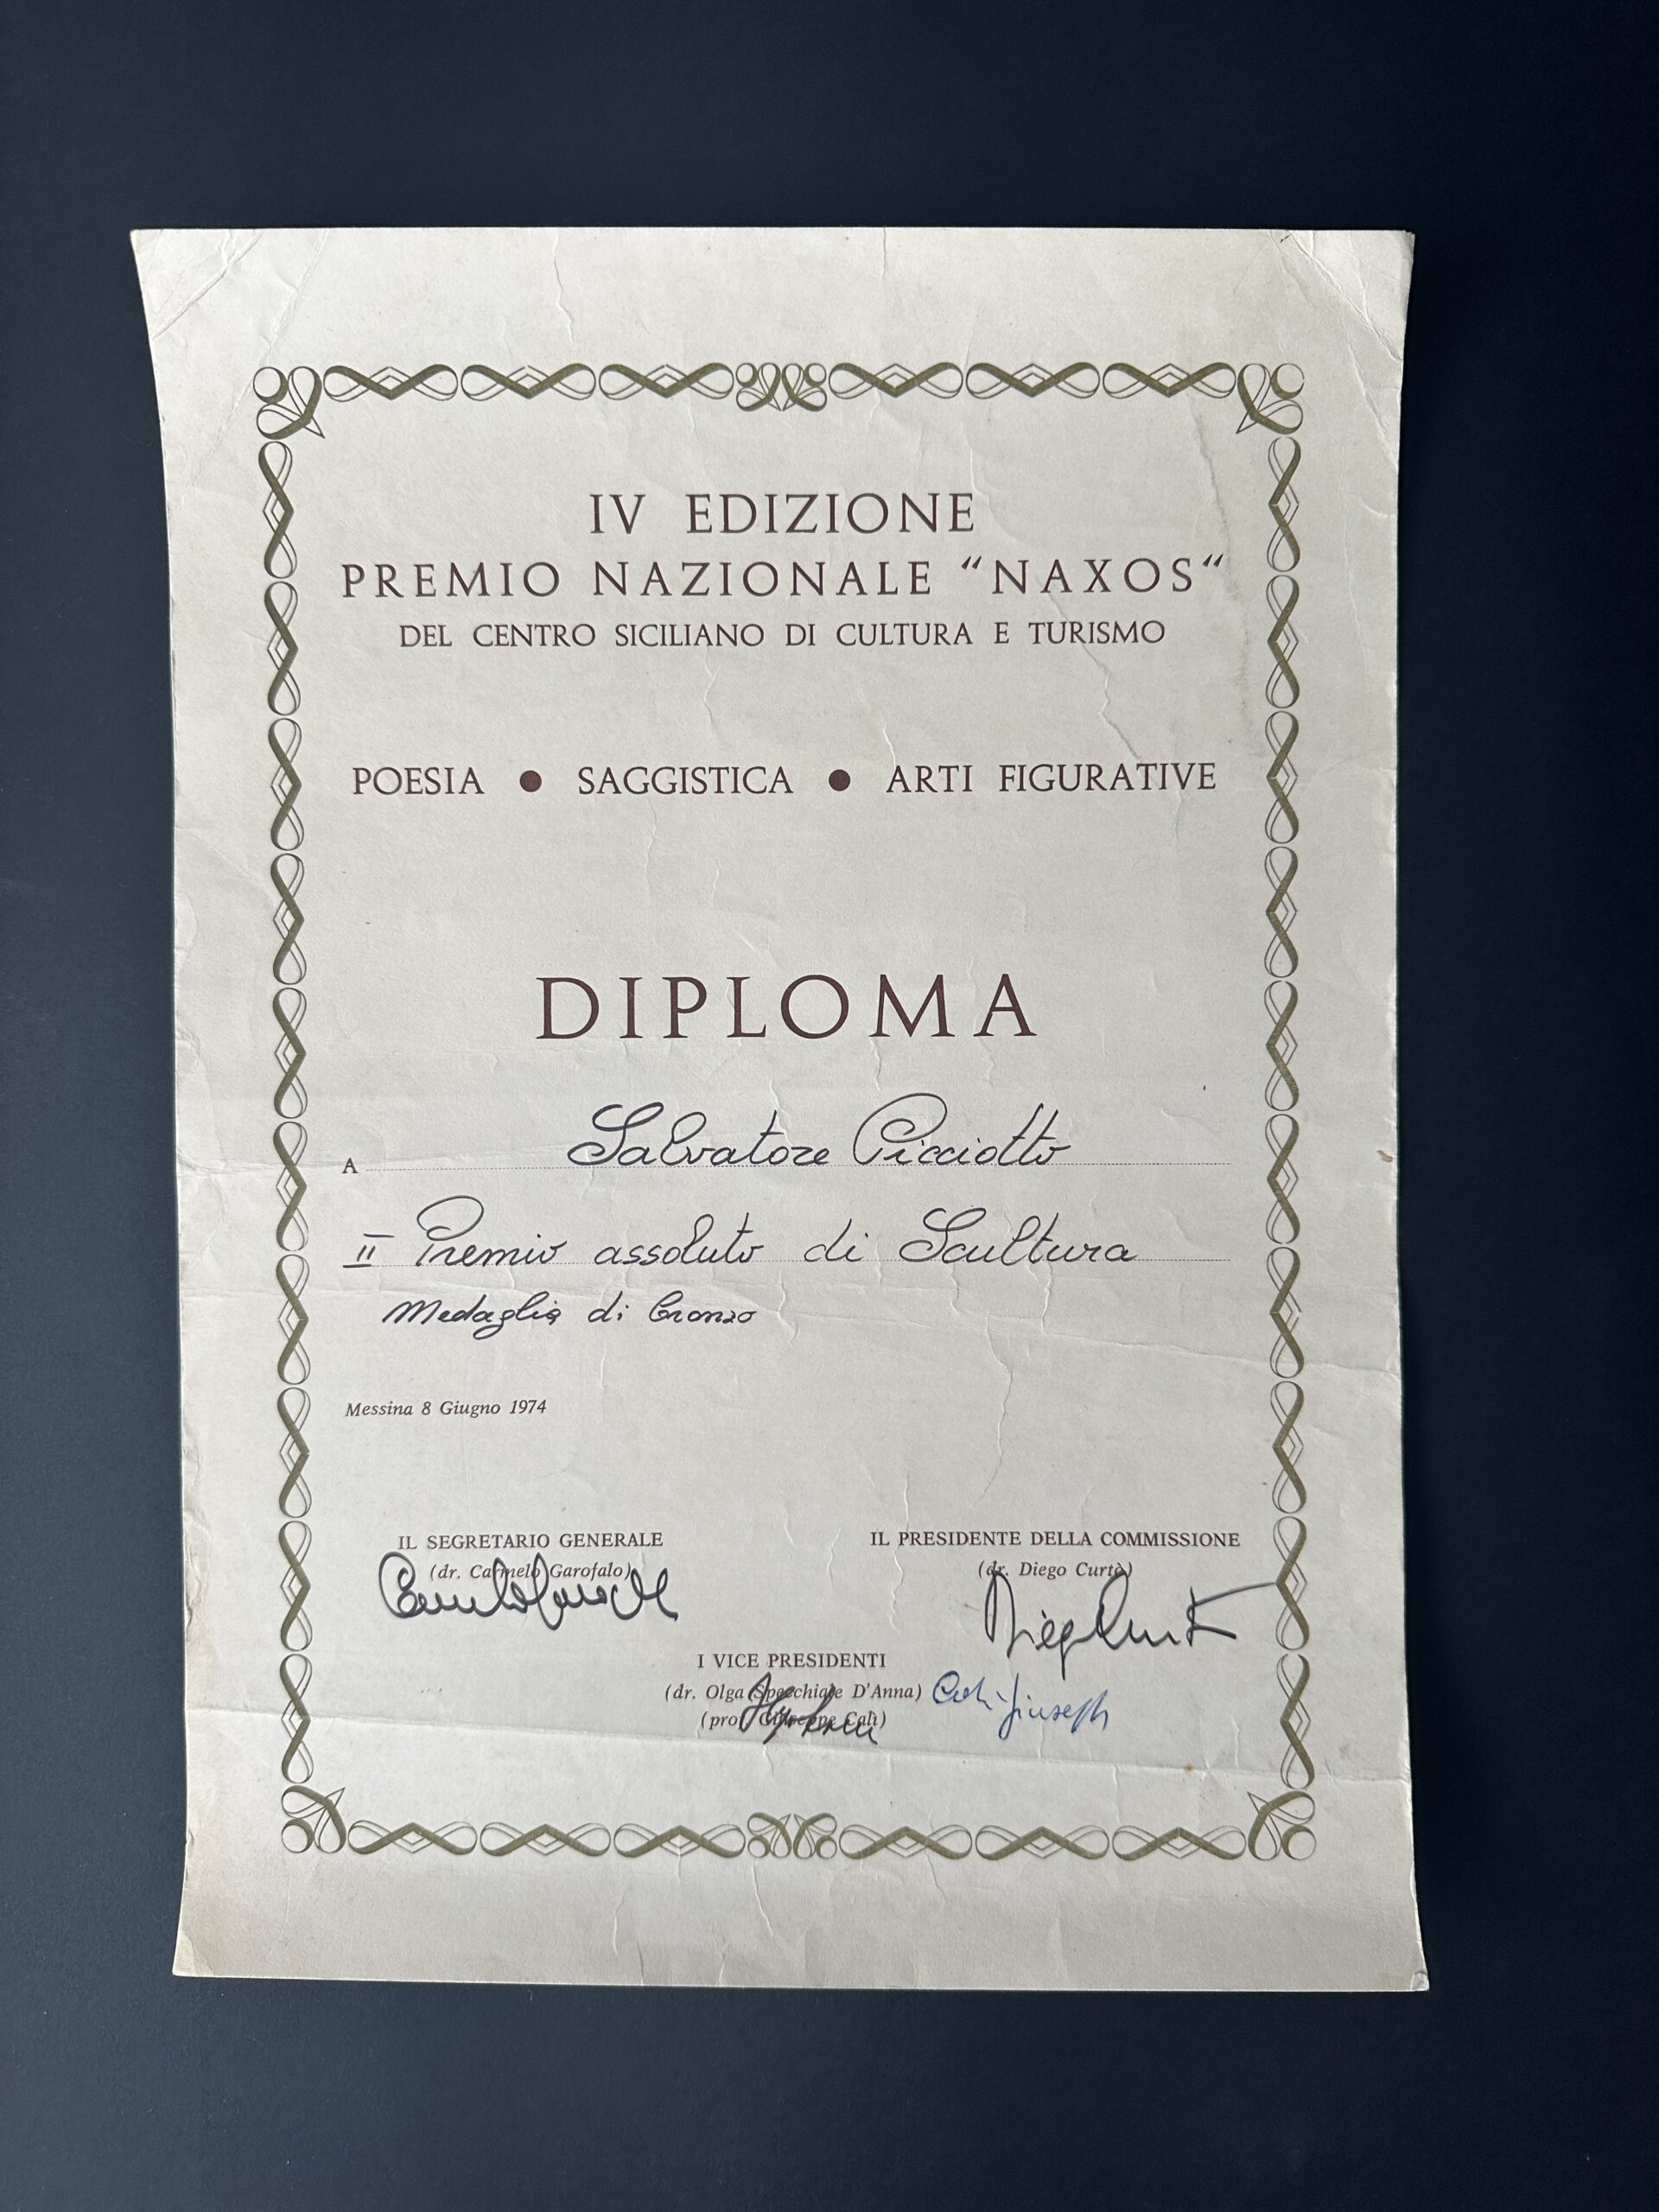 IV EDIZIONE
PREMIO NAZIONALE “NAXOS“
DEL CENTRO SICILIANO DI CULTURA E TURISMO
POESIA ● SAGGISTICA ● ARTI FIGURATIVE
DIPLOMA
A Salvatore Picciotto
II Premio assoluto di Scultura
Medaglia di bronzo
Messina 8 Giugno 1974
IL SEGRETARIO GENERALE
(dr. Carmelo Garofalo)
IL PRESIDENTE DELLA COMMISSIONE
(dr. Diego Curtò)
I VICE PRESIDENTI
(dr. Olga Specchiale D'Anna)
(prof. Giuseppe Calì)
Calì Giuseppe